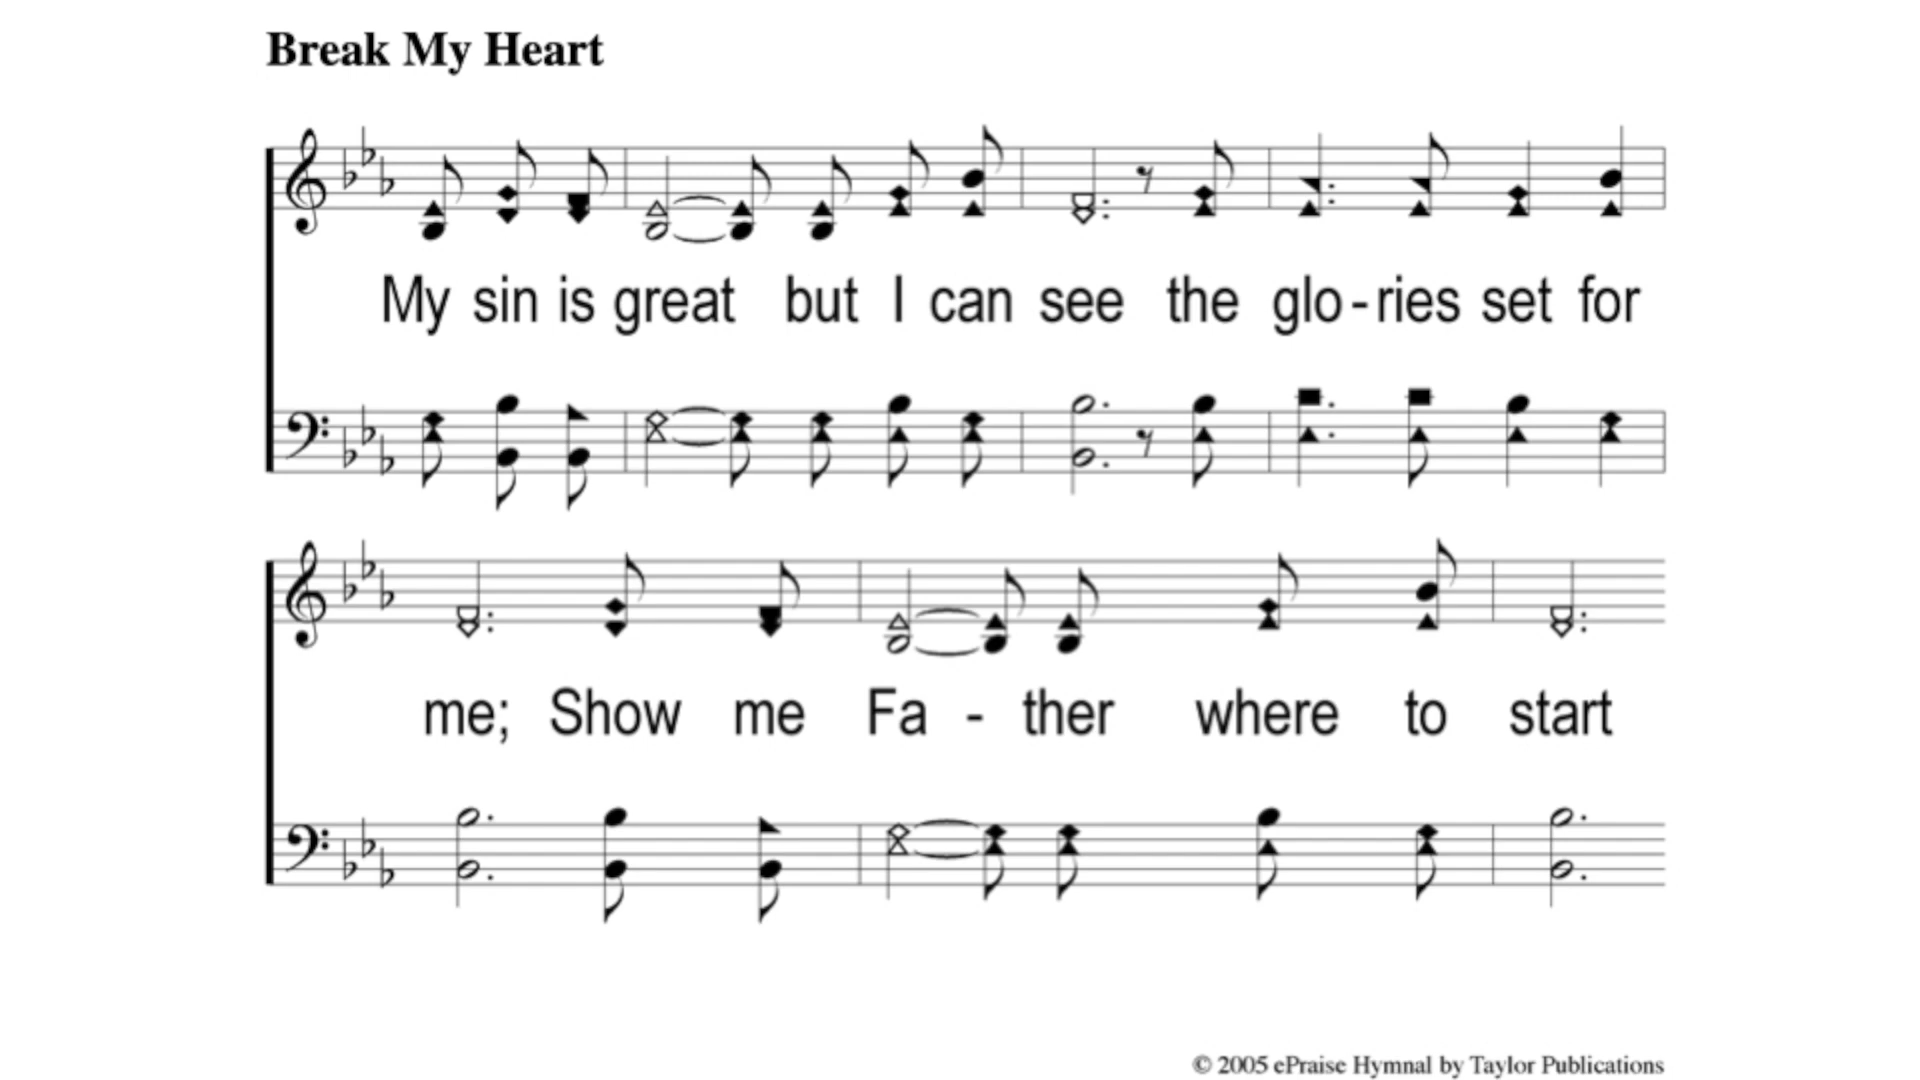 Break My Heart
My sin is great but I can see the glo - ries set for
me; Show me Fa - ther where to start
© 2005 ePraise Hymnal by Taylor Publications